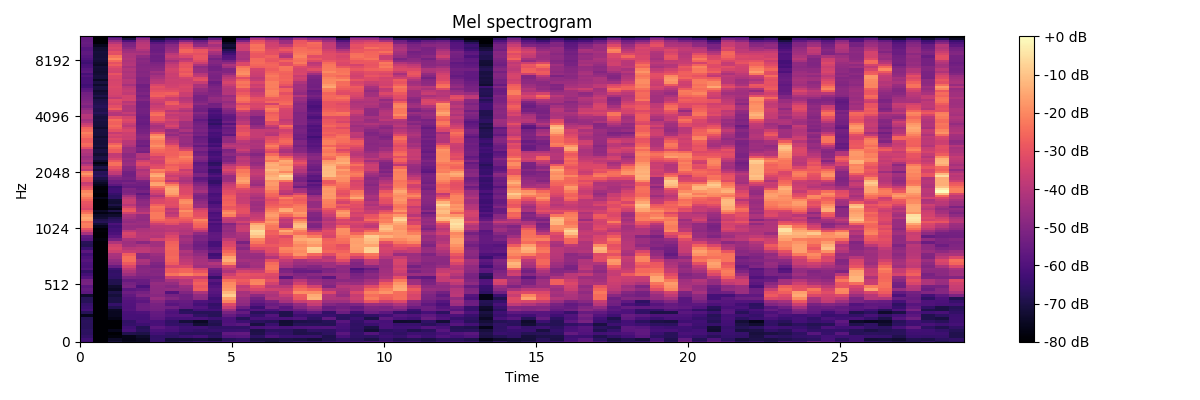 Mel spectrogram
Hz
8192
4096
2048
1024
512
0
0 5 10 15 20 25
Time
+0 dB
-10 dB
-20 dB
-30 dB
-40 dB
-50 dB
-60 dB
-70 dB
-80 dB